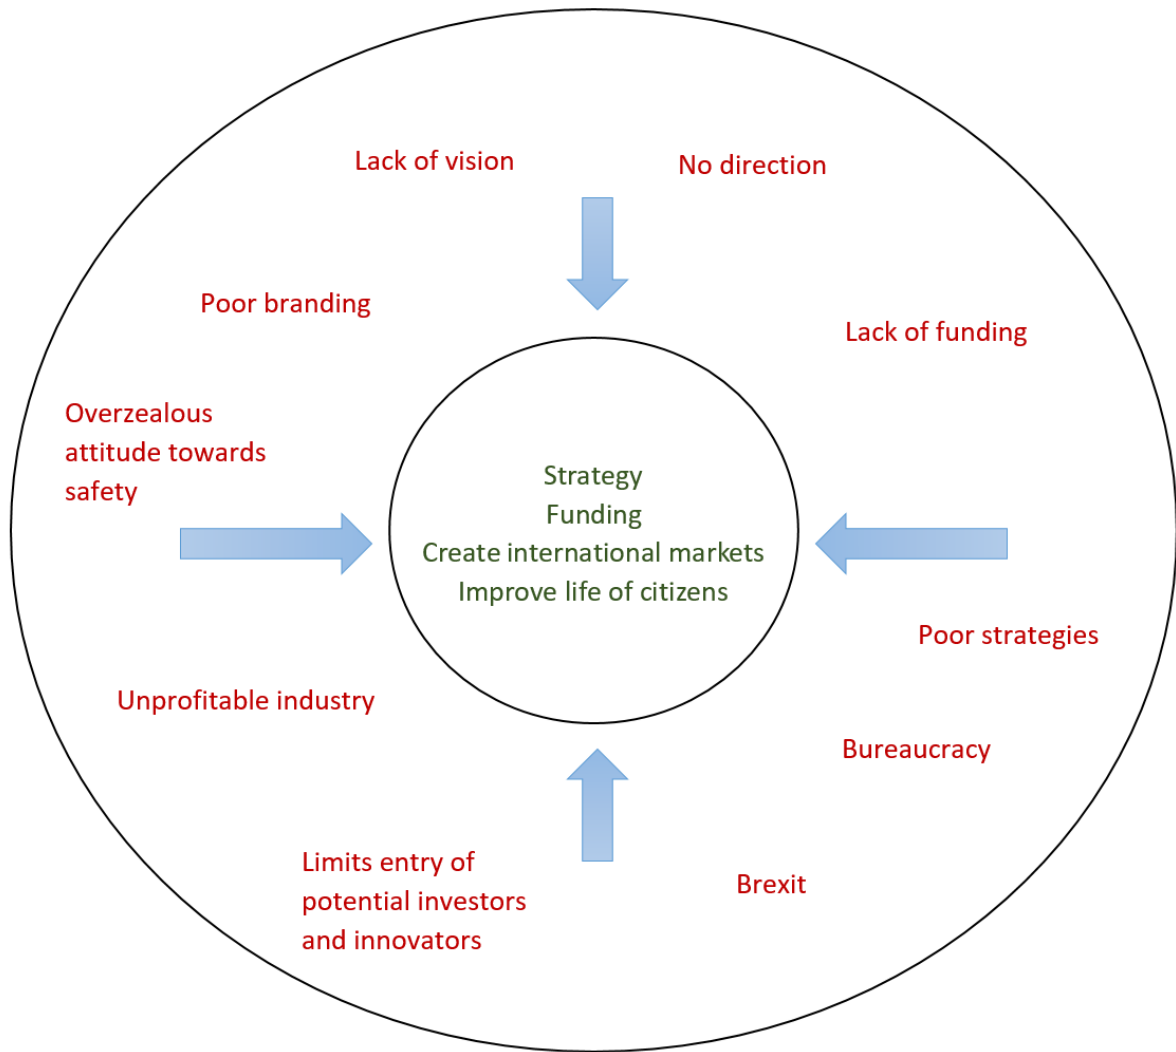 Lack of vision
No direction
Poor branding
Lack of funding
Overzealous
attitude towards
safety
Strategy
Funding
Create international markets
Improve life of citizens
Poor strategies
Unprofitable industry
Bureaucracy
Limits entry of
potential investors
and innovators
Brexit